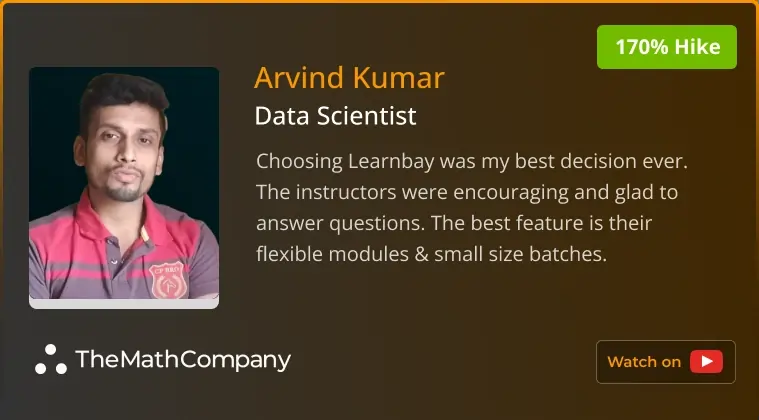 170% Hike
Arvind Kumar
Data Scientist
Choosing Learnbay was my best decision ever.
The instructors were encouraging and glad to
answer questions. The best feature is their
flexible modules & small size batches.
TheMathCompany
Watch on